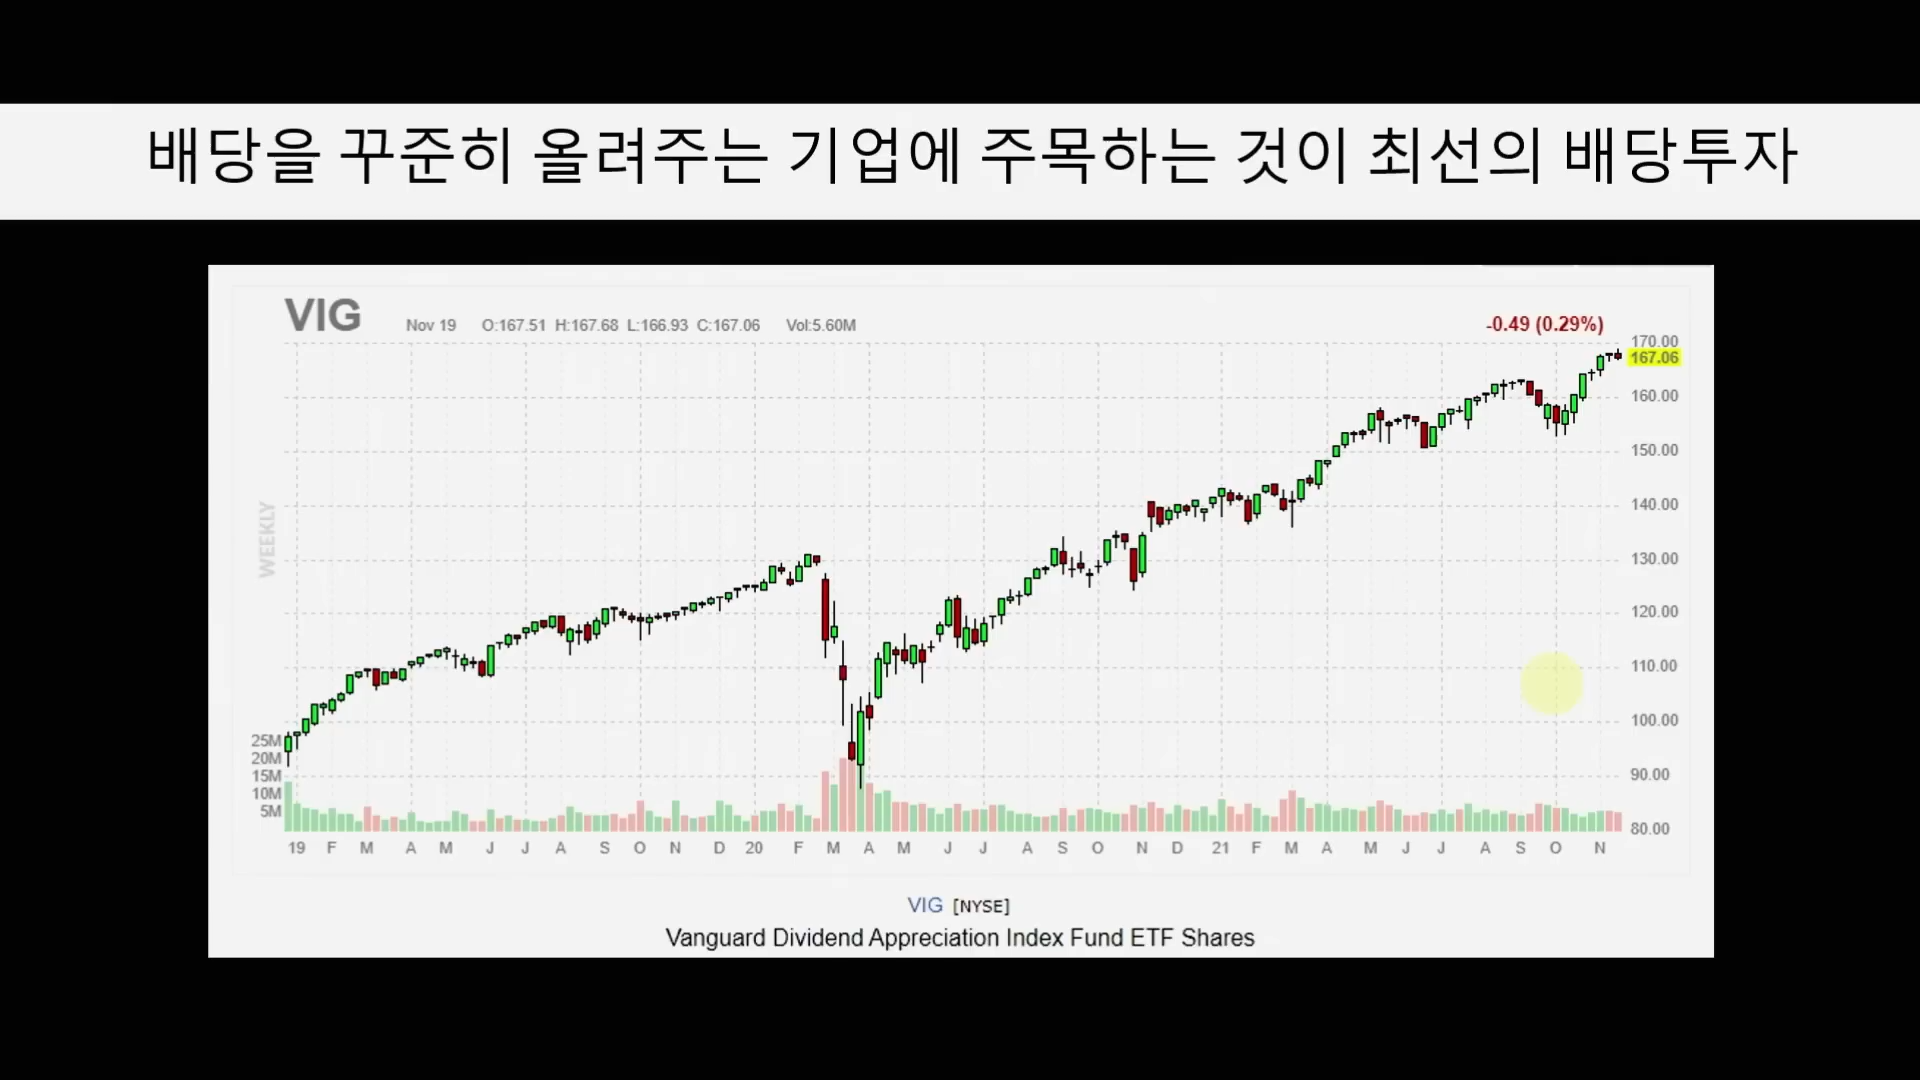 배당을 꾸준히 올려주는 기업에 주목하는 것이 최선의 배당투자
VIG Nov 19 O:167.51 H:167.68 L:166.93 C:167.06 Vol:5.60M -0.49 (0.29%)
170.00
167.06
160.00
150.00
140.00
130.00
120.00
110.00
100.00
90.00
80.00
WEEKLY
25M
20M
15M
10M
5M
19 F M A M J J A S O N D 20 F M A M J J A S O N D 21 F M A M J J A S O N
VIG [NYSE]
Vanguard Dividend Appreciation Index Fund ETF Shares